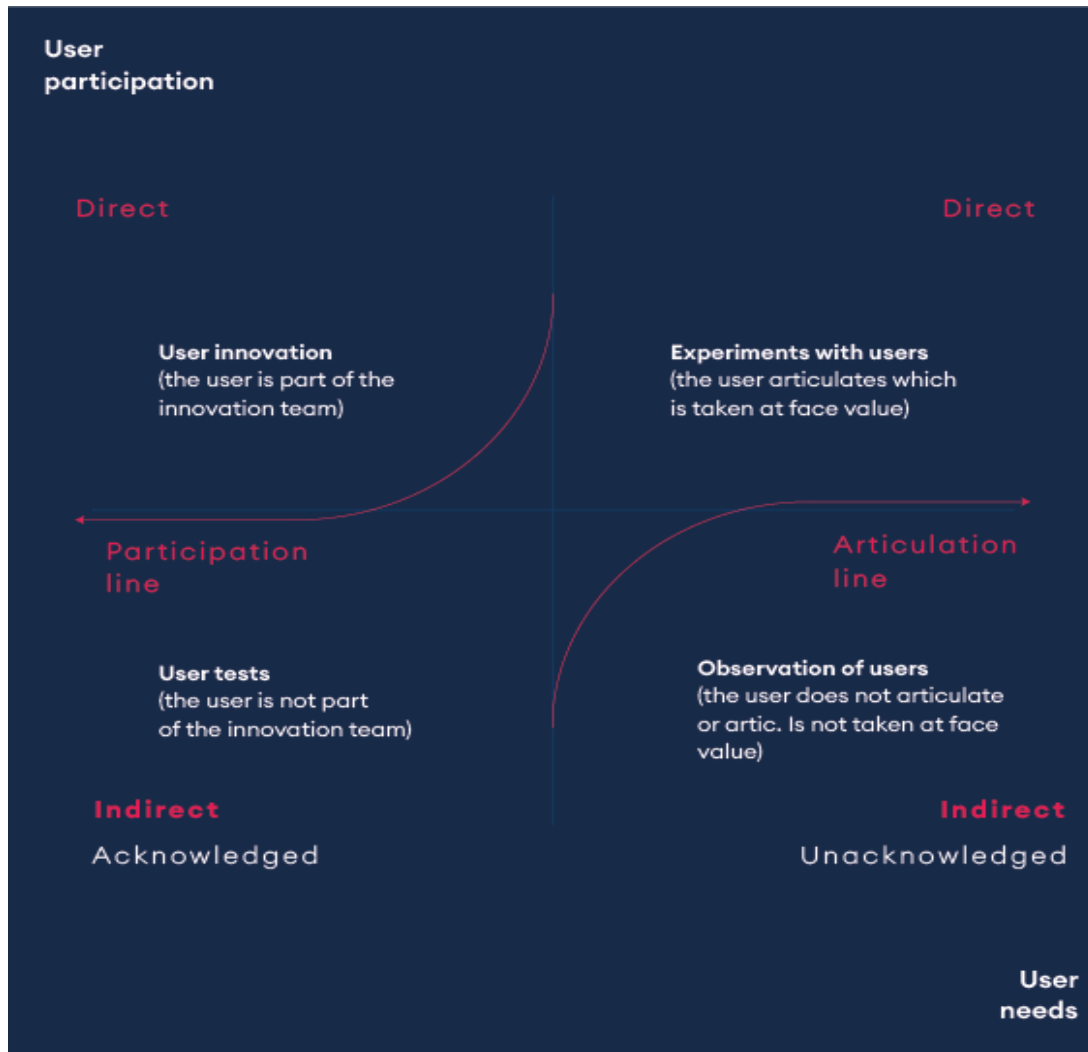 User
participation
Direct
Direct
User innovation
(the user is part of the
innovation team)
Experiments with users
(the user articulates which
is taken at face value)
Participation
line
Articulation
line
User tests
(the user is not part
of the innovation team)
Observation of users
(the user does not articulate
or artic. Is not taken at face
value)
Indirect
Indirect
Acknowledged
Unacknowledged
User
needs